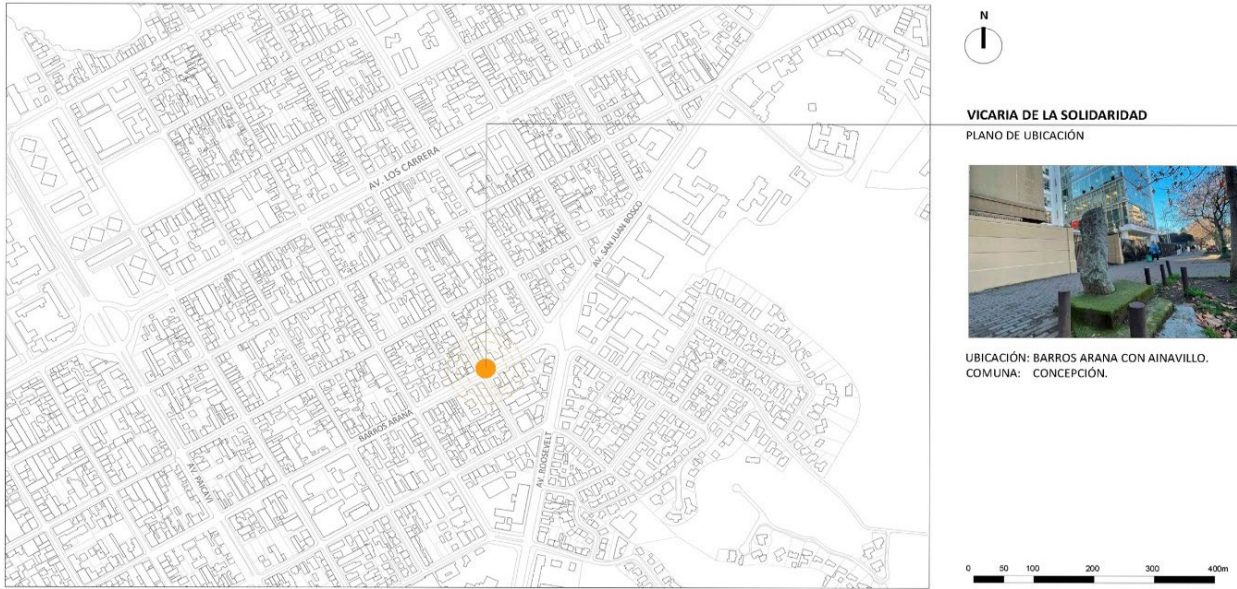 N
VICARIA DE LA SOLIDARIDAD
PLANO DE UBICACIÓN
AV. LOS CARRERA
AV. SAN JUAN BOSCO
BARROS ARANA
AV. ROOSEVELT
AV. PAICAVI
UBICACIÓN: BARROS ARANA CON AINAVILLO.
COMUNA: CONCEPCIÓN.
0 50 100 200 300 400m